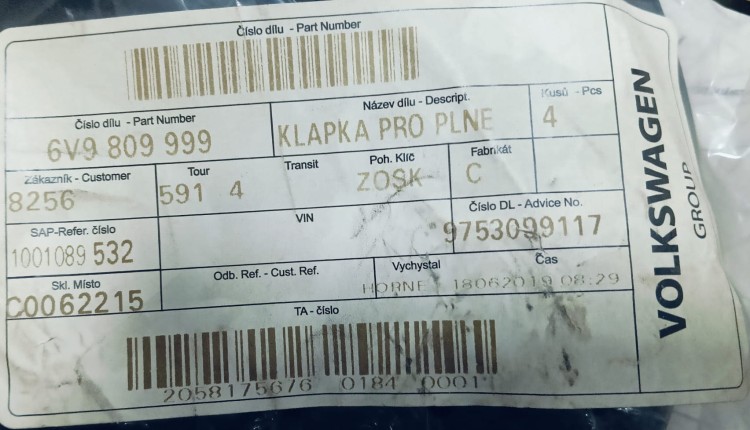 Číslo dílu - Part Number
Číslo dílu - Part Number
6V9 809 999
Název dílu - Descript.
KLAPKA PRO PLNE
Kusů - Pcs
4
Zákazník - Customer
8256
Tour
591 4
Transit
Poh. Klíč
ZOSK
Fabrikát
C
SAP-Refer. číslo
1001089 532
VIN
Číslo DL - Advice No.
9753099117
Skl. Místo
C0062215
Odb. Ref. - Cust. Ref.
Vychystal
HORNE
Čas
18062019 08:29
TA - číslo
2058175676 0184 0001
VOLKSWAGEN
GROUP